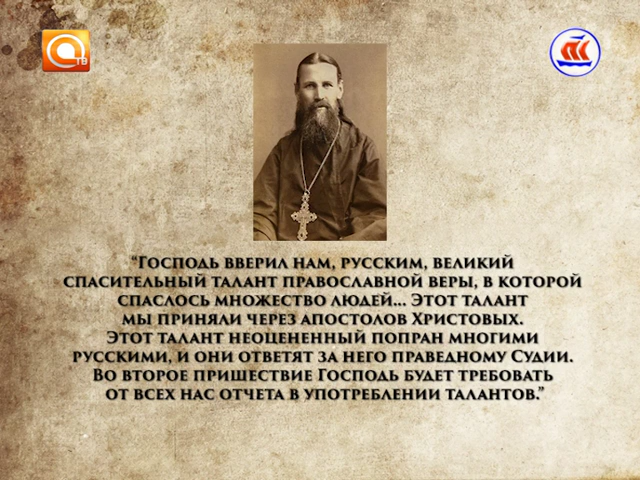 ТВ
“Господь вверил нам, русским, великий
спасительный талант православной веры, в которой
спаслось множество людей... Этот талант
мы приняли через апостолов Христовых.
Этот талант неоцененный попран многими
русскими, и они ответят за него праведному Судии.
Во второе пришествие Господь будет требовать
от всех нас отчета в употреблении талантов.”